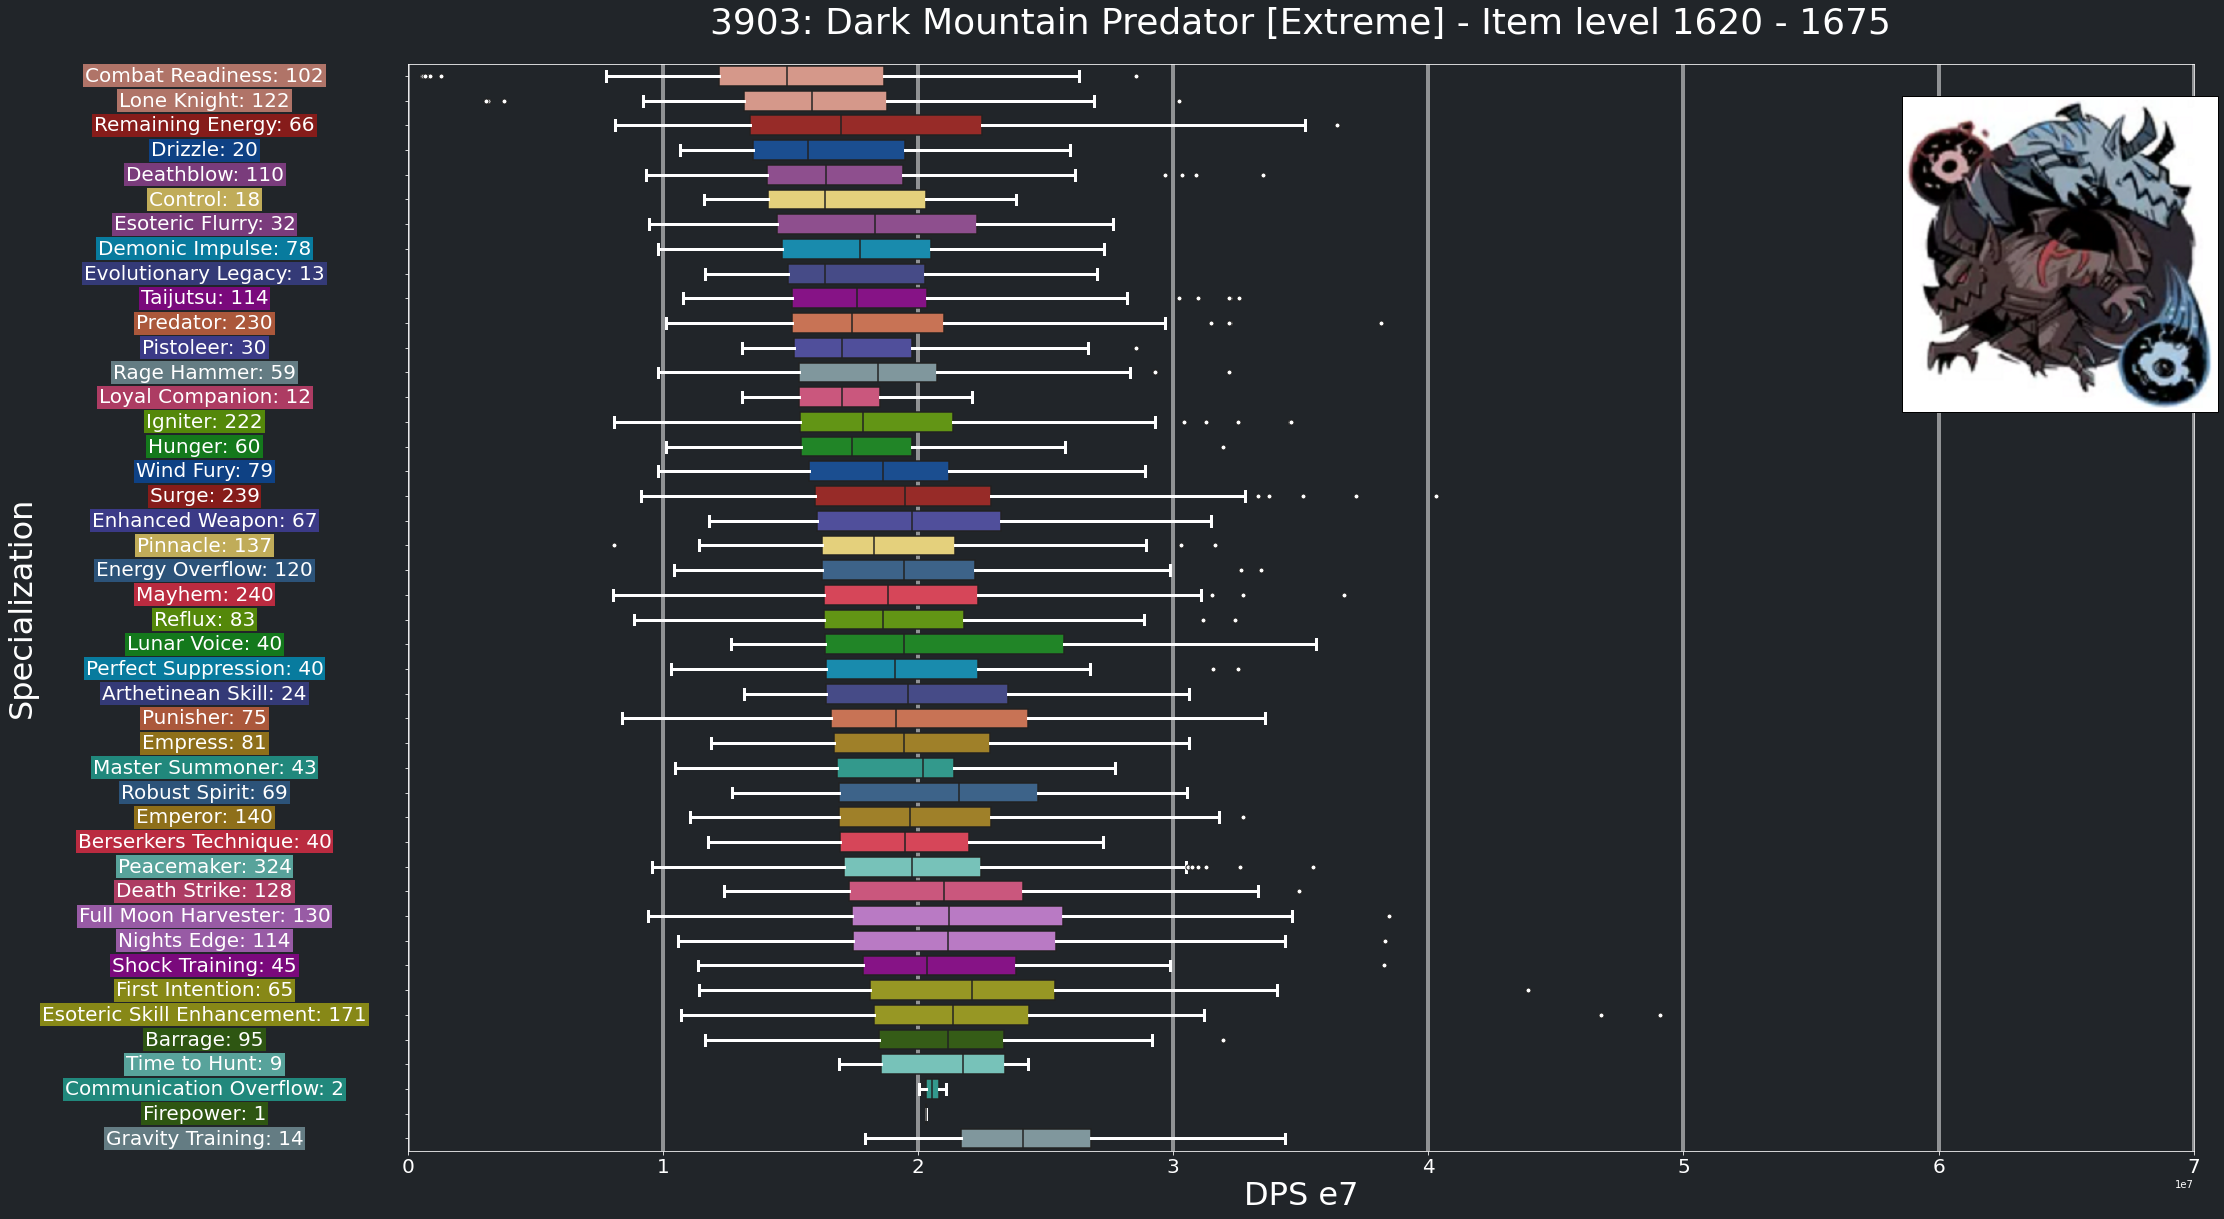 3903: Dark Mountain Predator [Extreme] - Item level 1620 - 1675
Combat Readiness: 102
Lone Knight: 122
Remaining Energy: 66
Drizzle: 20
Deathblow: 110
Control: 18
Esoteric Flurry: 32
Demonic Impulse: 78
Evolutionary Legacy: 13
Taijutsu: 114
Predator: 230
Pistoleer: 30
Rage Hammer: 59
Loyal Companion: 12
Igniter: 222
Hunger: 60
Wind Fury: 79
Surge: 239
Enhanced Weapon: 67
Pinnacle: 137
Energy Overflow: 120
Mayhem: 240
Reflux: 83
Lunar Voice: 40
Perfect Suppression: 40
Arthetinean Skill: 24
Punisher: 75
Empress: 81
Master Summoner: 43
Robust Spirit: 69
Emperor: 140
Berserkers Technique: 40
Peacemaker: 324
Death Strike: 128
Full Moon Harvester: 130
Nights Edge: 114
Shock Training: 45
First Intention: 65
Esoteric Skill Enhancement: 171
Barrage: 95
Time to Hunt: 9
Communication Overflow: 2
Firepower: 1
Gravity Training: 14
Specialization
0 1 2 3 4 5 6 7
1e7
DPS e7